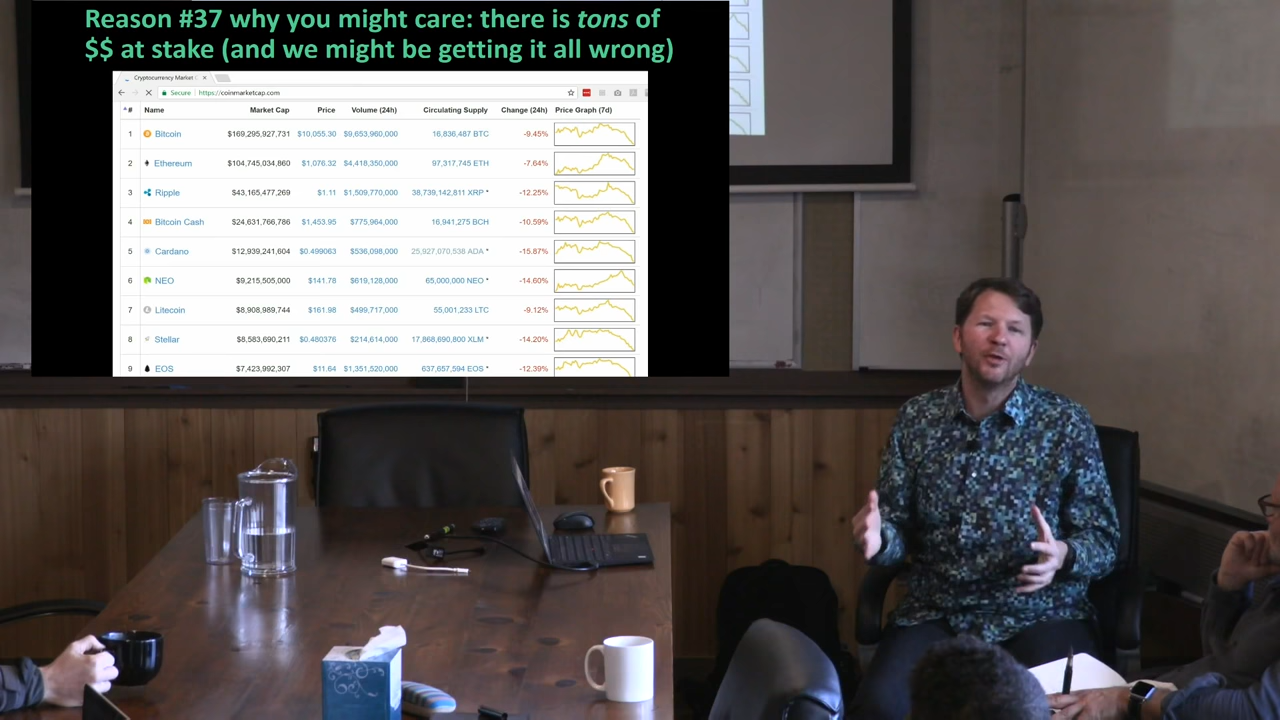 Reason #37 why you might care: there is tons of
$$ at stake (and we might be getting it all wrong)
Cryptocurrency Market
Secure https://coinmarketcap.com
# Name Market Cap Price Volume (24h) Circulating Supply Change (24h) Price Graph (7d)
1 Bitcoin $169,295,927,731 $10,055.30 $9,653,960,000 16,836,487 BTC -9.45%
2 Ethereum $104,745,034,860 $1,076.32 $4,418,350,000 97,317,745 ETH -7.64%
3 Ripple $43,165,477,269 $1.11 $1,509,770,000 38,739,142,811 XRP * -12.25%
4 Bitcoin Cash $24,631,766,786 $1,453.95 $775,964,000 16,941,275 BCH -10.59%
5 Cardano $12,939,241,604 $0.499063 $536,098,000 25,927,070,538 ADA * -15.87%
6 NEO $9,215,505,000 $141.78 $619,128,000 65,000,000 NEO * -14.60%
7 Litecoin $8,908,989,744 $161.98 $499,717,000 55,001,233 LTC -9.12%
8 Stellar $8,583,690,211 $0.480376 $214,614,000 17,868,690,800 XLM * -14.20%
9 EOS $7,423,992,307 $11.64 $1,351,520,000 637,657,594 EOS * -12.39%